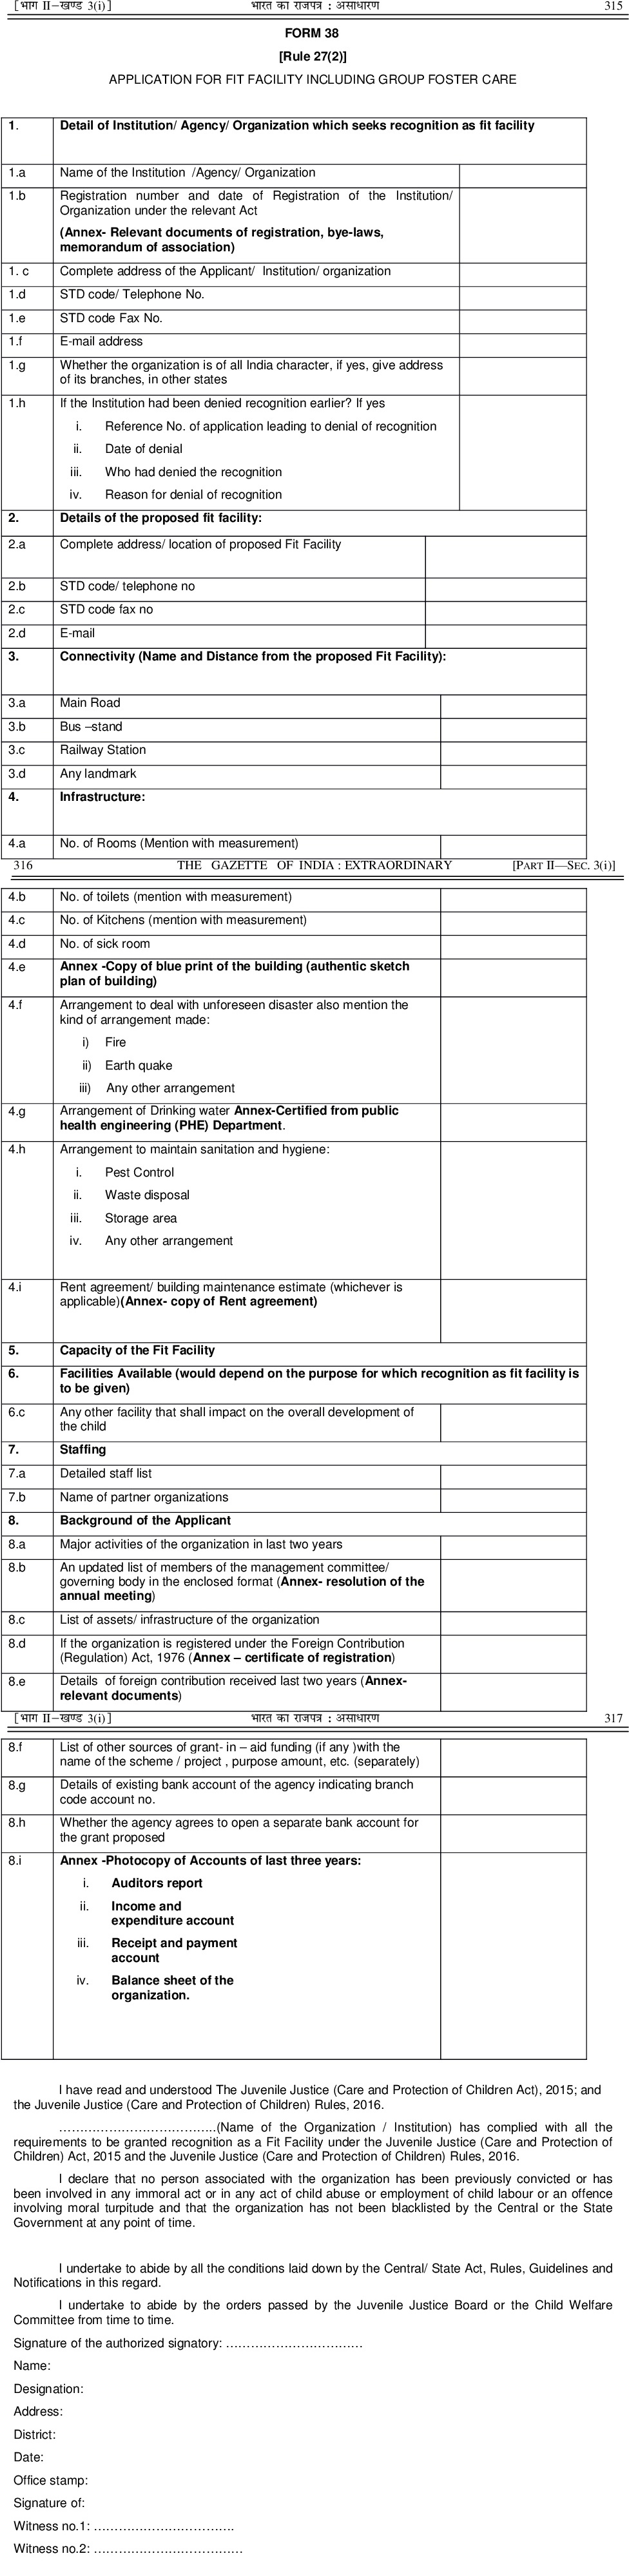 [भाग II—खण्ड 3(i)] भारत का राजपत्र : असाधारण 315
FORM 38
[Rule 27(2)]
APPLICATION FOR FIT FACILITY INCLUDING GROUP FOSTER CARE
1. Detail of Institution/ Agency/ Organization which seeks recognition as fit facility
1.a Name of the Institution /Agency/ Organization
1.b Registration number and date of Registration of the Institution/
Organization under the relevant Act
(Annex- Relevant documents of registration, bye-laws,
memorandum of association)
1. c Complete address of the Applicant/ Institution/ organization
1.d STD code/ Telephone No.
1.e STD code Fax No.
1.f E-mail address
1.g Whether the organization is of all India character, if yes, give address
of its branches, in other states
1.h If the Institution had been denied recognition earlier? If yes
i. Reference No. of application leading to denial of recognition
ii. Date of denial
iii. Who had denied the recognition
iv. Reason for denial of recognition
2. Details of the proposed fit facility:
2.a Complete address/ location of proposed Fit Facility
2.b STD code/ telephone no
2.c STD code fax no
2.d E-mail
3. Connectivity (Name and Distance from the proposed Fit Facility):
3.a Main Road
3.b Bus –stand
3.c Railway Station
3.d Any landmark
4. Infrastructure:
4.a No. of Rooms (Mention with measurement)
316 THE GAZETTE OF INDIA : EXTRAORDINARY [PART II—SEC. 3(i)]
4.b No. of toilets (mention with measurement)
4.c No. of Kitchens (mention with measurement)
4.d No. of sick room
4.e Annex -Copy of blue print of the building (authentic sketch
plan of building)
4.f Arrangement to deal with unforeseen disaster also mention the
kind of arrangement made:
i) Fire
ii) Earth quake
iii) Any other arrangement
4.g Arrangement of Drinking water Annex-Certified from public
health engineering (PHE) Department.
4.h Arrangement to maintain sanitation and hygiene:
i. Pest Control
ii. Waste disposal
iii. Storage area
iv. Any other arrangement
4.i Rent agreement/ building maintenance estimate (whichever is
applicable)(Annex- copy of Rent agreement)
5. Capacity of the Fit Facility
6. Facilities Available (would depend on the purpose for which recognition as fit facility is
to be given)
6.c Any other facility that shall impact on the overall development of
the child
7. Staffing
7.a Detailed staff list
7.b Name of partner organizations
8. Background of the Applicant
8.a Major activities of the organization in last two years
8.b An updated list of members of the management committee/
governing body in the enclosed format (Annex- resolution of the
annual meeting)
8.c List of assets/ infrastructure of the organization
8.d If the organization is registered under the Foreign Contribution
(Regulation) Act, 1976 (Annex – certificate of registration)
8.e Details of foreign contribution received last two years (Annex-
relevant documents)
[भाग II—खण्ड 3(i)] भारत का राजपत्र : असाधारण 317
8.f List of other sources of grant- in – aid funding (if any )with the
name of the scheme / project , purpose amount, etc. (separately)
8.g Details of existing bank account of the agency indicating branch
code account no.
8.h Whether the agency agrees to open a separate bank account for
the grant proposed
8.i Annex -Photocopy of Accounts of last three years:
i. Auditors report
ii. Income and
expenditure account
iii. Receipt and payment
account
iv. Balance sheet of the
organization.
I have read and understood The Juvenile Justice (Care and Protection of Children Act), 2015; and
the Juvenile Justice (Care and Protection of Children) Rules, 2016.
………………………………..(Name of the Organization / Institution) has complied with all the
requirements to be granted recognition as a Fit Facility under the Juvenile Justice (Care and Protection of
Children) Act, 2015 and the Juvenile Justice (Care and Protection of Children) Rules, 2016.
I declare that no person associated with the organization has been previously convicted or has
been involved in any immoral act or in any act of child abuse or employment of child labour or an offence
involving moral turpitude and that the organization has not been blacklisted by the Central or the State
Government at any point of time.
I undertake to abide by all the conditions laid down by the Central/ State Act, Rules, Guidelines and
Notifications in this regard.
I undertake to abide by the orders passed by the Juvenile Justice Board or the Child Welfare
Committee from time to time.
Signature of the authorized signatory: ……………………………
Name:
Designation:
Address:
District:
Date:
Office stamp:
Signature of:
Witness no.1: …………………………….
Witness no.2: ………………………………